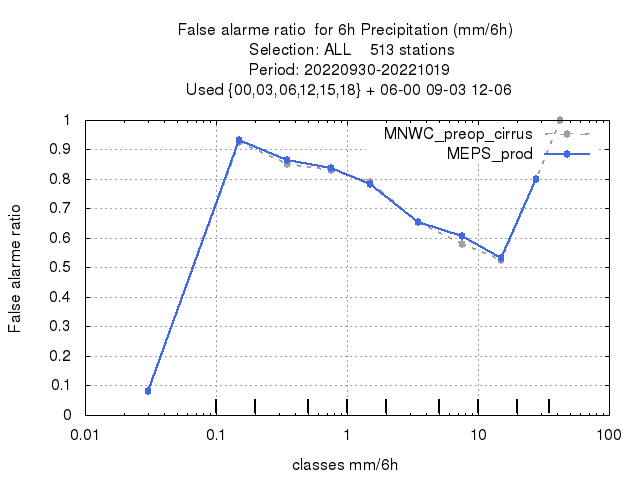 False alarme ratio  for 6h Precipitation (mm/6h)
Selection: ALL    513 stations
Period: 20220930-20221019
Used {00,03,06,12,15,18} + 06-00 09-03 12-06
MNWC_preop_cirrus
MEPS_prod
False alarme ratio
1
0.9
0.8
0.7
0.6
0.5
0.4
0.3
0.2
0.1
0
0.01 0.1 1 10 100
classes mm/6h